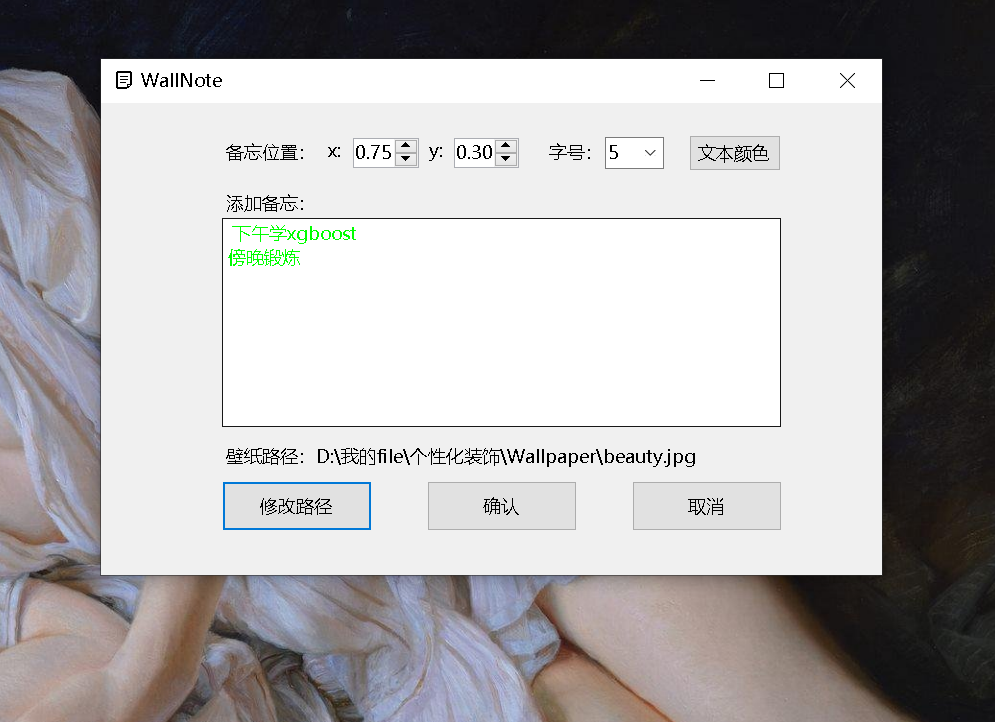 WallNote
备忘位置： x: 0.75 y: 0.30 字号： 5 文本颜色
添加备忘：
下午学xgboost
傍晚锻炼
壁纸路径：D:\我的file\个性化装饰\Wallpaper\beauty.jpg
修改路径 确认 取消